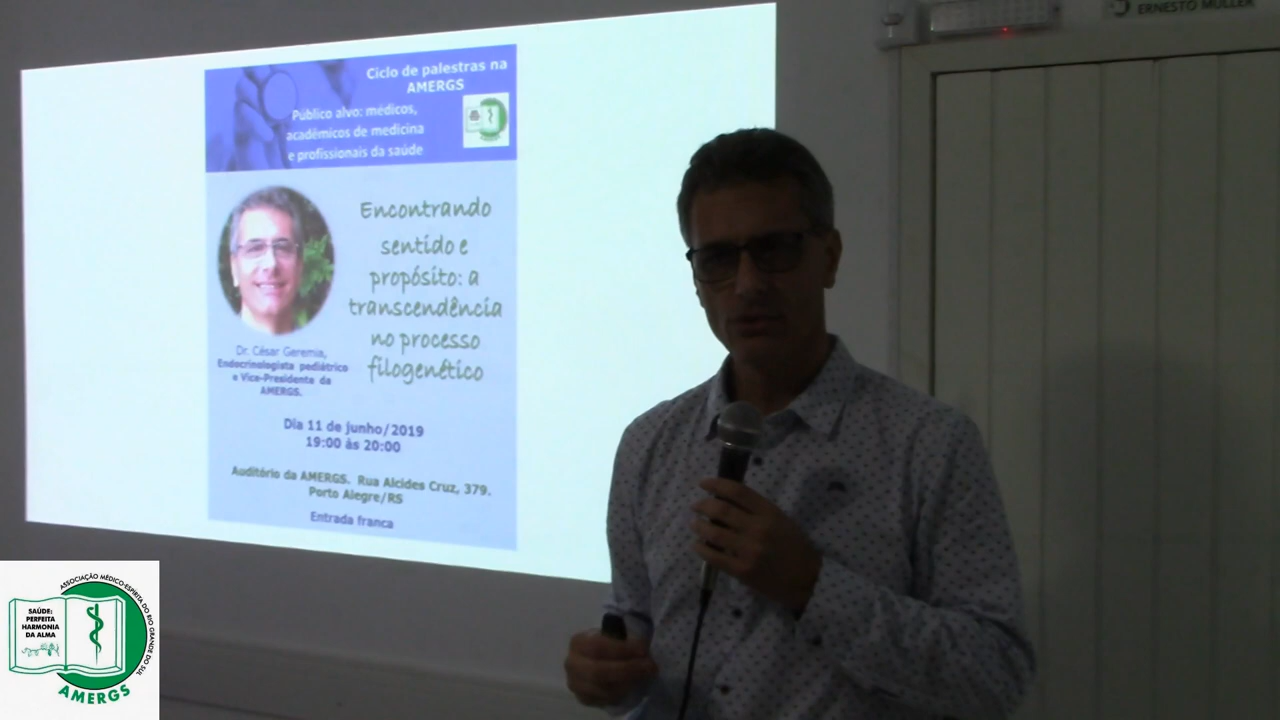 ERNESTO MÜLLER
Ciclo de palestras na
AMERGS
Público alvo: médicos,
acadêmicos de medicina
e profissionais da saúde
Encontrando
sentido e
propósito: a
transcendência
no processo
filogenético
Dr. César Geremia,
Endocrinologista pediátrico
e Vice-Presidente da
AMERGS.
Dia 11 de junho/2019
19:00 às 20:00
Auditório da AMERGS. Rua Alcides Cruz, 379.
Porto Alegre/RS
Entrada franca
ASSOCIAÇÃO MÉDICO-ESPÍRITA DO RIO GRANDE DO SUL
SAÚDE:
PERFEITA
HARMONIA
DA ALMA
AMERGS